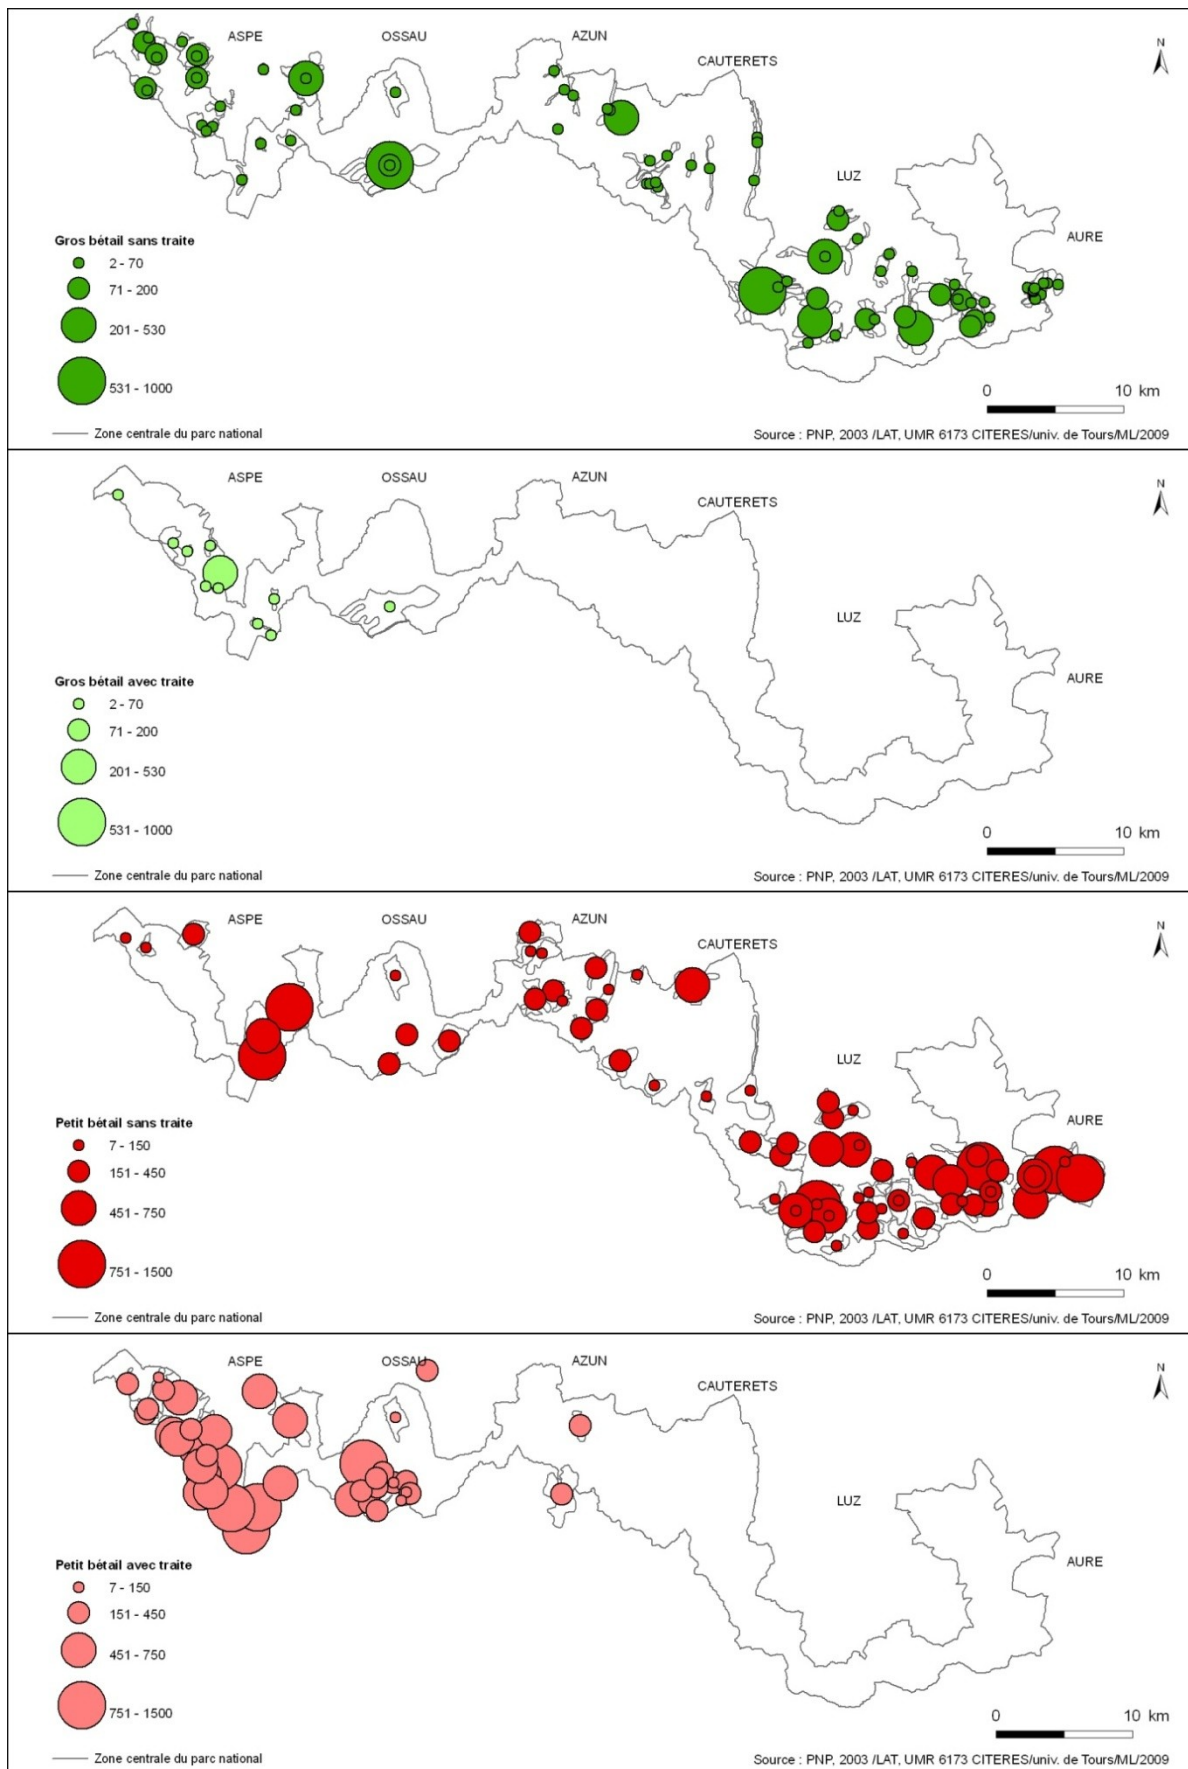 ASPE
OSSAU
AZUN
CAUTERETS
N
LUZ
AURE
Gros bétail sans traite
2 - 70
71 - 200
201 - 530
531 - 1000
Zone centrale du parc national
0 10 km
Source : PNP, 2003 /LAT, UMR 6173 CITERES/univ. de Tours/ML/2009
ASPE
OSSAU
AZUN
CAUTERETS
N
LUZ
AURE
Gros bétail avec traite
2 - 70
71 - 200
201 - 530
531 - 1000
Zone centrale du parc national
0 10 km
Source : PNP, 2003 /LAT, UMR 6173 CITERES/univ. de Tours/ML/2009
ASPE
OSSAU
AZUN
CAUTERETS
N
LUZ
AURE
Petit bétail sans traite
7 - 150
151 - 450
451 - 750
751 - 1500
Zone centrale du parc national
0 10 km
Source : PNP, 2003 /LAT, UMR 6173 CITERES/univ. de Tours/ML/2009
ASPE
OSSAU
AZUN
CAUTERETS
N
LUZ
AURE
Petit bétail avec traite
7 - 150
151 - 450
451 - 750
751 - 1500
Zone centrale du parc national
0 10 km
Source : PNP, 2003 /LAT, UMR 6173 CITERES/univ. de Tours/ML/2009